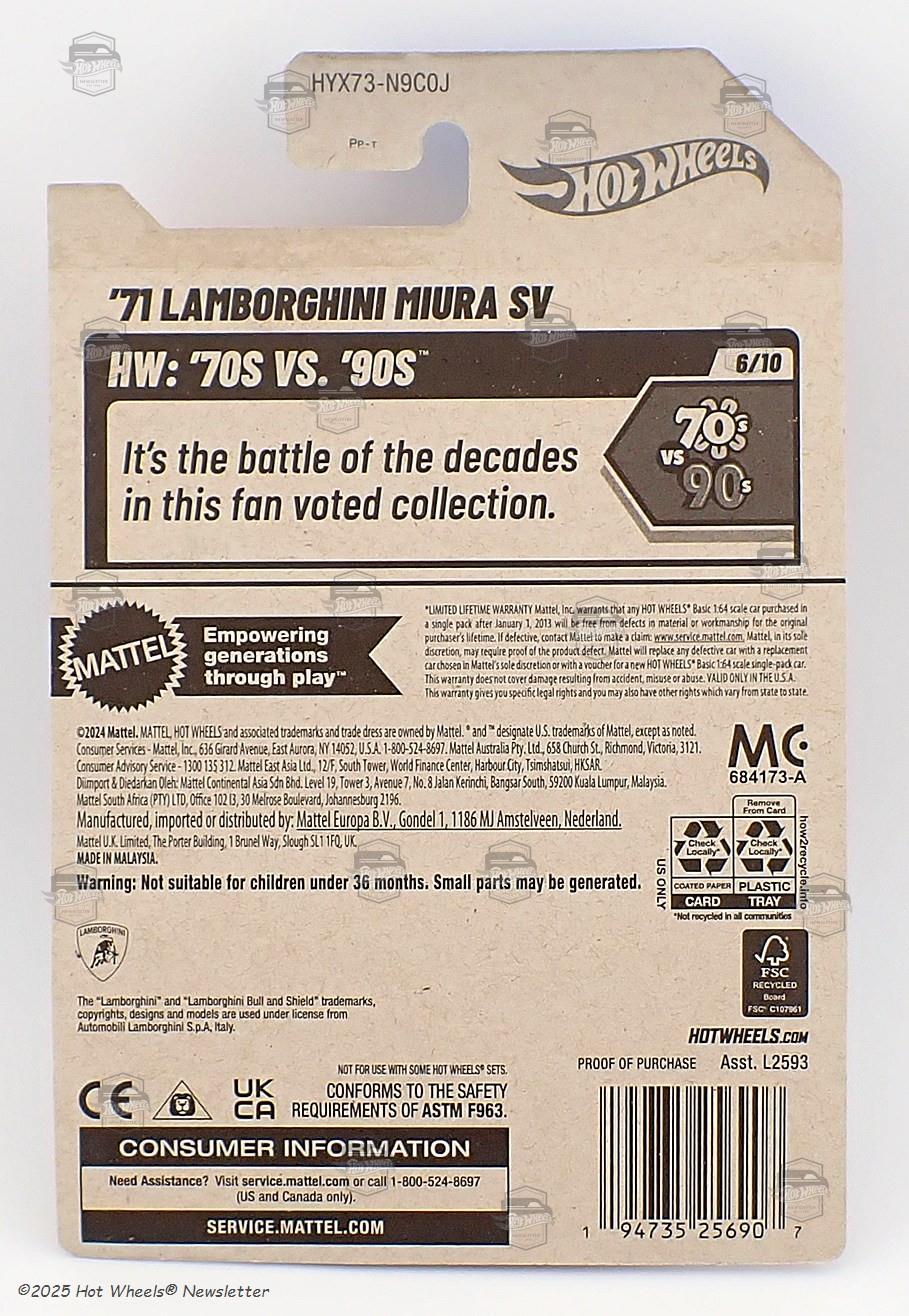 HYX73-N9C0J
PP-T
HOT WHEELS
'71 LAMBORGHINI MIURA SV
HW: '70S VS. '90S™
6/10
It's the battle of the decades
in this fan voted collection.
70s
vs
90s
MATTEL
Empowering
generations
through play™
*LIMITED LIFETIME WARRANTY Mattel, Inc. warrants that any HOT WHEELS® Basic 1:64 scale car purchased in
a single pack after January 1, 2013 will be free from defects in material or workmanship for the original
purchaser's lifetime. If defective, contact Mattel to make a claim: www.service.mattel.com. Mattel, in its sole
discretion, may require proof of the product defect. Mattel will replace any defective car with a replacement
car chosen in Mattel's sole discretion or with a voucher for a new HOT WHEELS® Basic 1:64 scale single-pack car.
This warranty does not cover damage resulting from accident, misuse or abuse. VALID ONLY IN THE U.S.A.
This warranty gives you specific legal rights and you may also have other rights which vary from state to state.
©2024 Mattel. MATTEL, HOT WHEELS and associated trademarks and trade dress are owned by Mattel. ® and ™ designate U.S. trademarks of Mattel, except as noted.
Consumer Services - Mattel, Inc., 636 Girard Avenue, East Aurora, NY 14052, U.S.A. 1-800-524-8697. Mattel Australia Pty. Ltd., 658 Church St., Richmond, Victoria, 3121.
Consumer Advisory Service - 1300 135 312. Mattel East Asia Ltd., 12/F, South Tower, World Finance Center, Harbour City, Tsimshatsui, HKSAR.
Diimport & Diedarkan Oleh: Mattel Continental Asia Sdn Bhd. Level 19, Tower 3, Avenue 7, No. 8 Jalan Kerinchi, Bangsar South, 59200 Kuala Lumpur, Malaysia.
Mattel South Africa (PTY) LTD, Office 102 I3, 30 Melrose Boulevard, Johannesburg 2196.
Manufactured, imported or distributed by: Mattel Europa B.V., Gondel 1, 1186 MJ Amstelveen, Nederland.
Mattel U.K. Limited, The Porter Building, 1 Brunel Way, Slough SL1 1FQ, UK.
MADE IN MALAYSIA.
MC
684173-A
Remove
From Card
Check
Locally*
Check
Locally*
COATED PAPER
PLASTIC
CARD
TRAY
US ONLY
how2recycle.info
*Not recycled in all communities
Warning: Not suitable for children under 36 months. Small parts may be generated.
LAMBORGHINI
FSC
RECYCLED
Board
FSC® C107961
The "Lamborghini" and "Lamborghini Bull and Shield" trademarks,
copyrights, designs and models are used under license from
Automobili Lamborghini S.p.A, Italy.
HOTWHEELS.COM
PROOF OF PURCHASE Asst. L2593
NOT FOR USE WITH SOME HOT WHEELS® SETS.
CE
UK
CA
CONFORMS TO THE SAFETY
REQUIREMENTS OF ASTM F963.
CONSUMER INFORMATION
Need Assistance? Visit service.mattel.com or call 1-800-524-8697
(US and Canada only).
SERVICE.MATTEL.COM
1 94735 25690 7
©2025 Hot Wheels® Newsletter